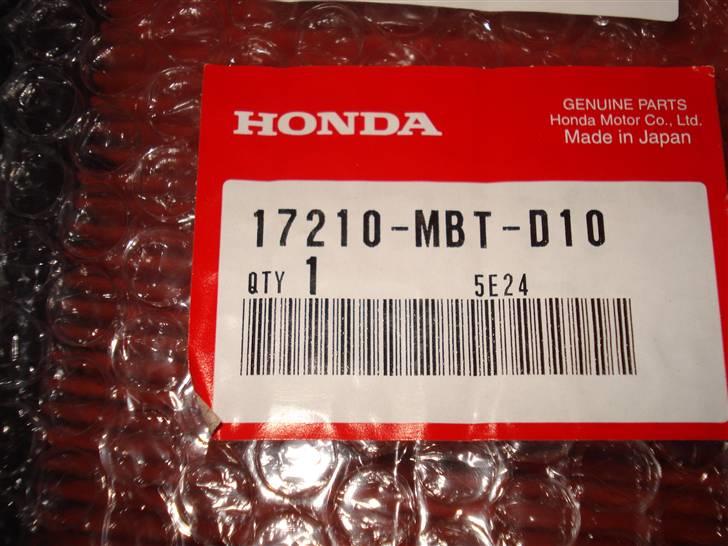 HONDA
GENUINE PARTS
Honda Motor Co., Ltd.
Made in Japan
17210-MBT-D10
QTY 1 5E24